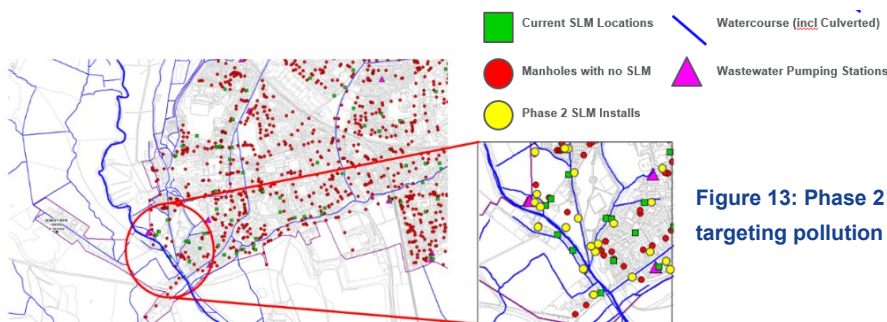 Current SLM Locations
Watercourse (incl Culverted)
Manholes with no SLM
Wastewater Pumping Stations
Phase 2 SLM Installs
Figure 13: Phase 2
targeting pollution